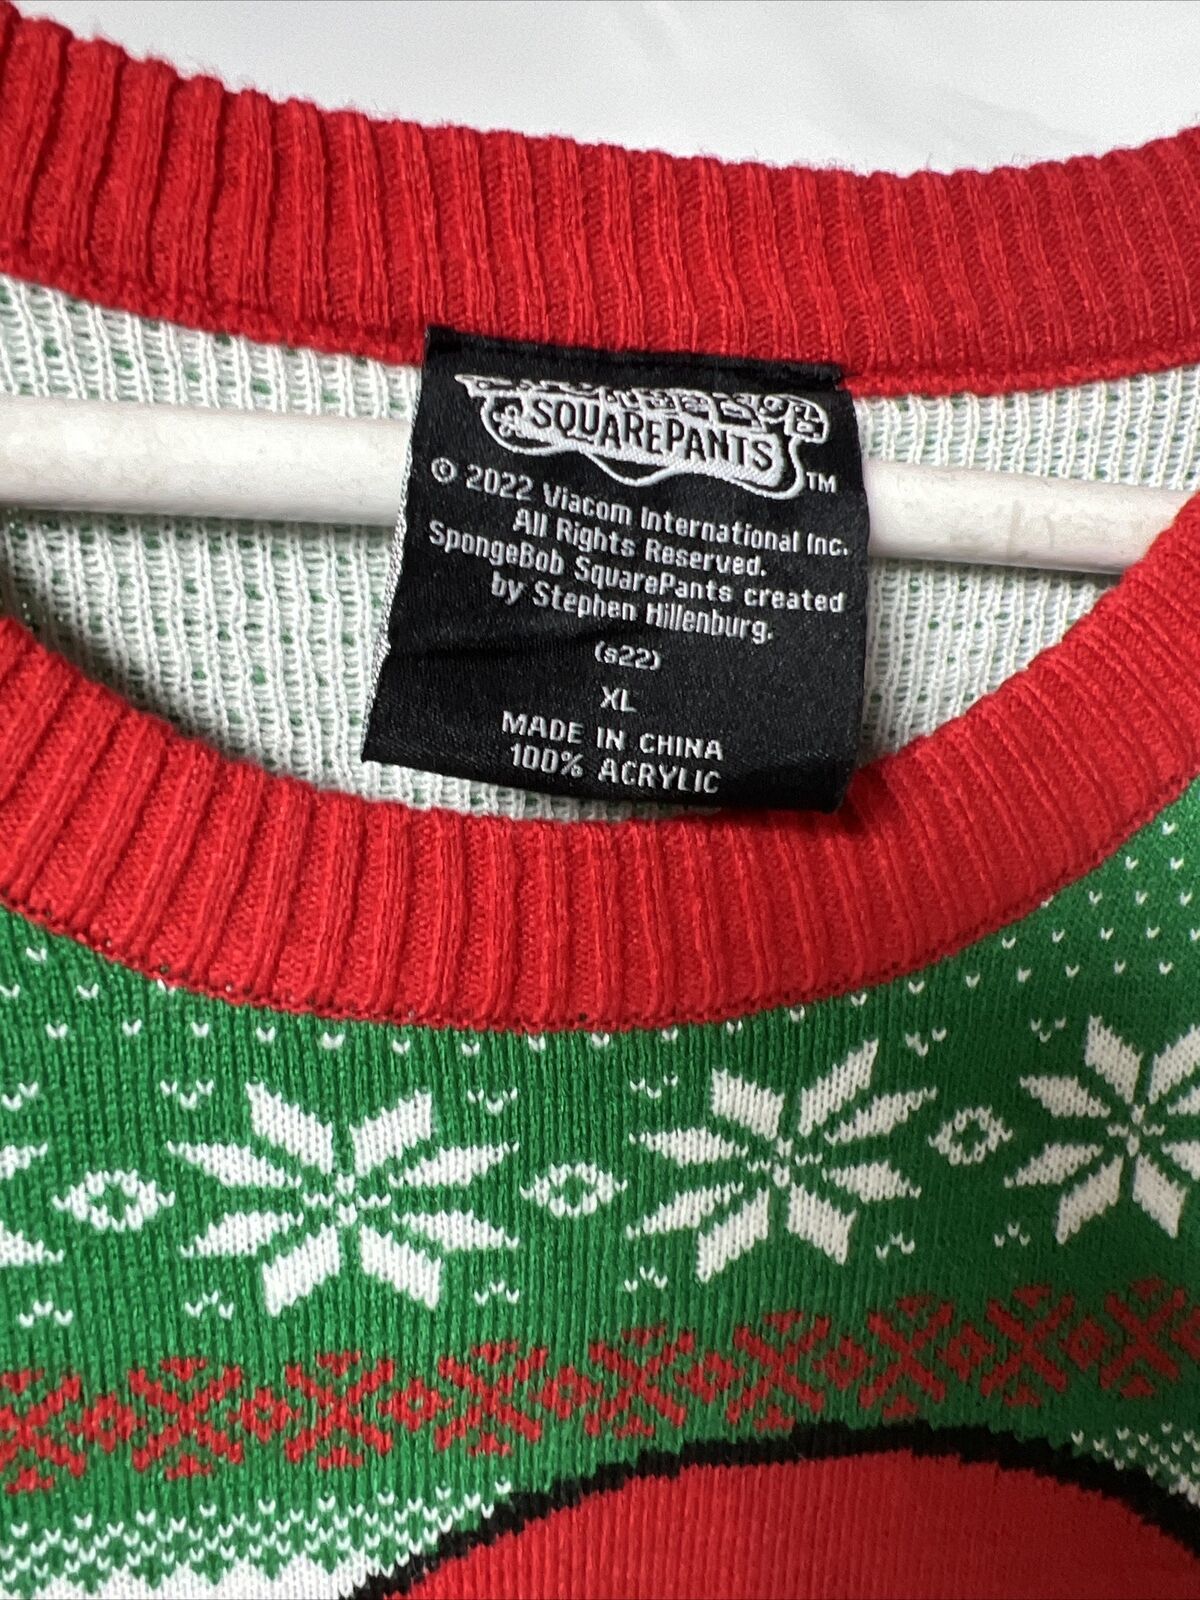 SQUAREPANTS TM
© 2022 Viacom International Inc.
All Rights Reserved.
SpongeBob SquarePants created
by Stephen Hillenburg.
(s22)
XL
MADE IN CHINA
100% ACRYLIC